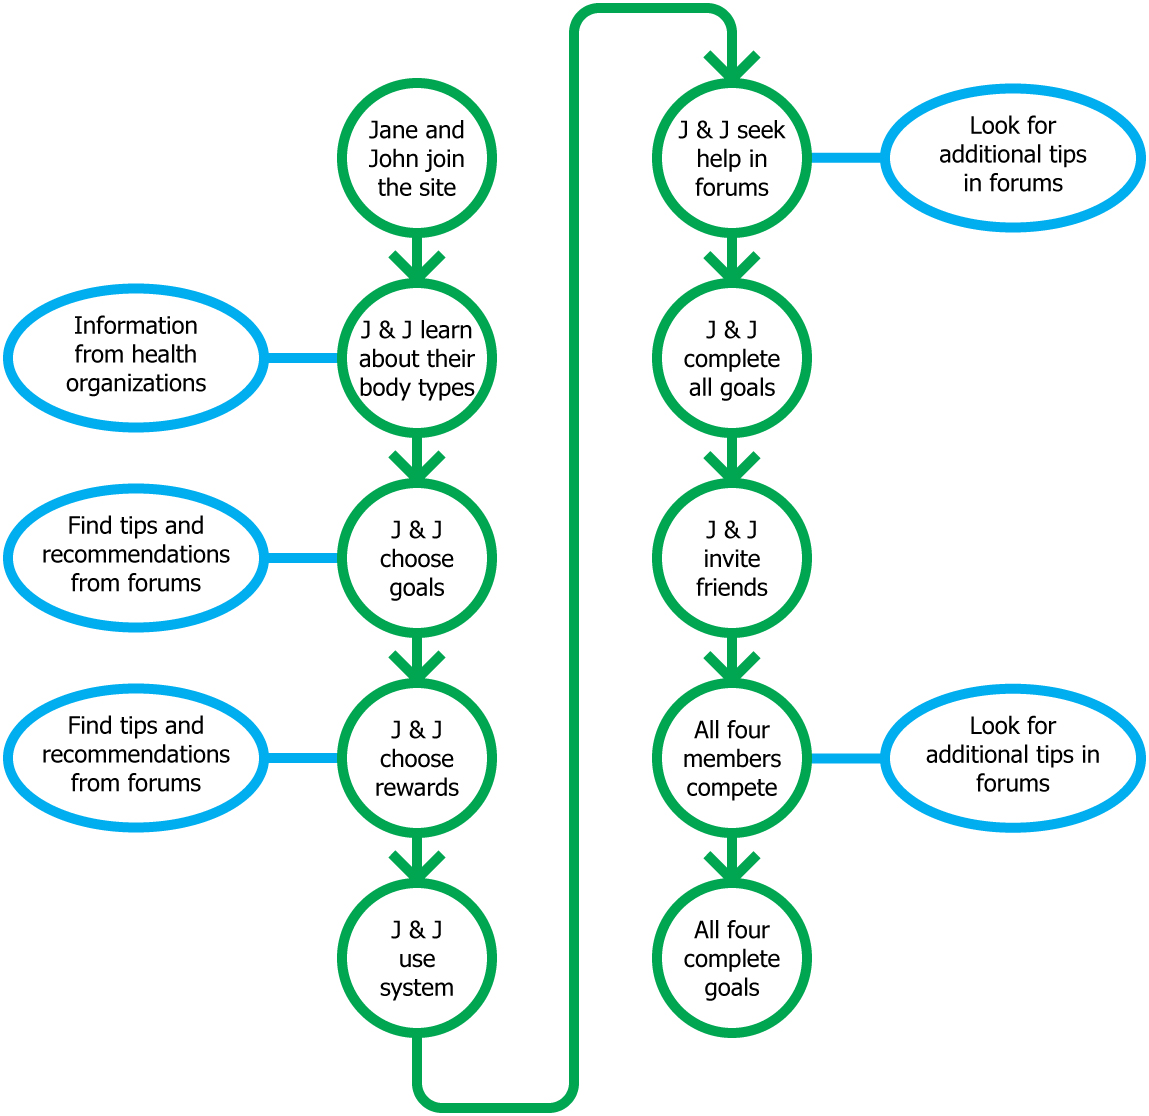 Jane and
John join
the site
Information
from health
organizations
J & J learn
about their
body types
Find tips and
recommendations
from forums
J & J
choose
goals
Find tips and
recommendations
from forums
J & J
choose
rewards
J & J
use
system
J & J seek
help in
forums
Look for
additional tips
in forums
J & J
complete
all goals
J & J
invite
friends
All four
members
compete
Look for
additional tips in
forums
All four
complete
goals